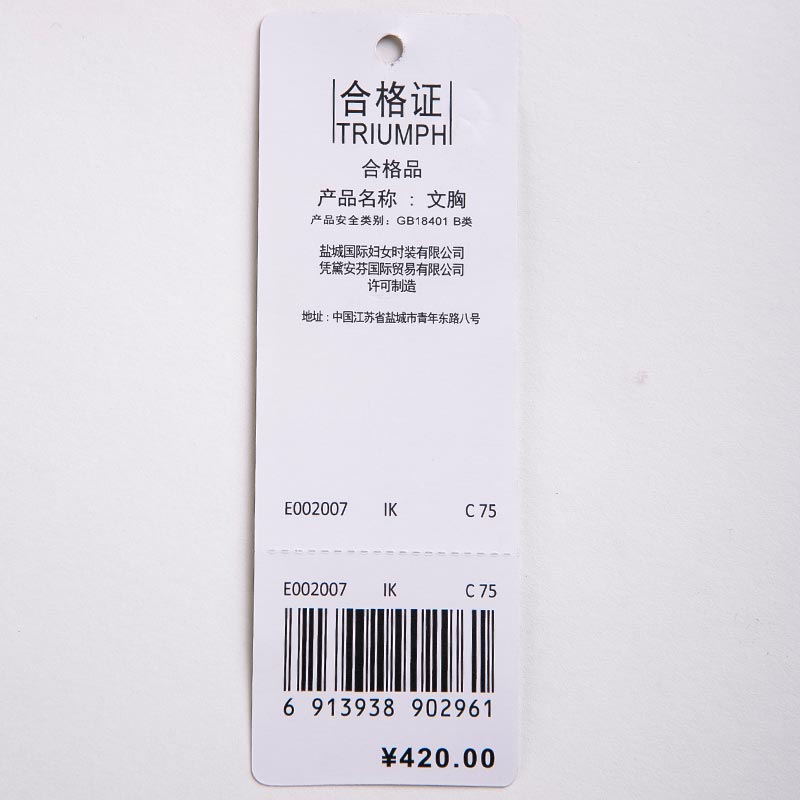 合格证
TRIUMPH
合格品
产品名称 : 文胸
产品安全类别: GB18401 B类
盐城国际妇女时装有限公司
凭黛安芬国际贸易有限公司
许可制造
地址 : 中国江苏省盐城市青年东路八号
E002007 IK C 75
E002007 IK C 75
6 913938 902961
¥420.00